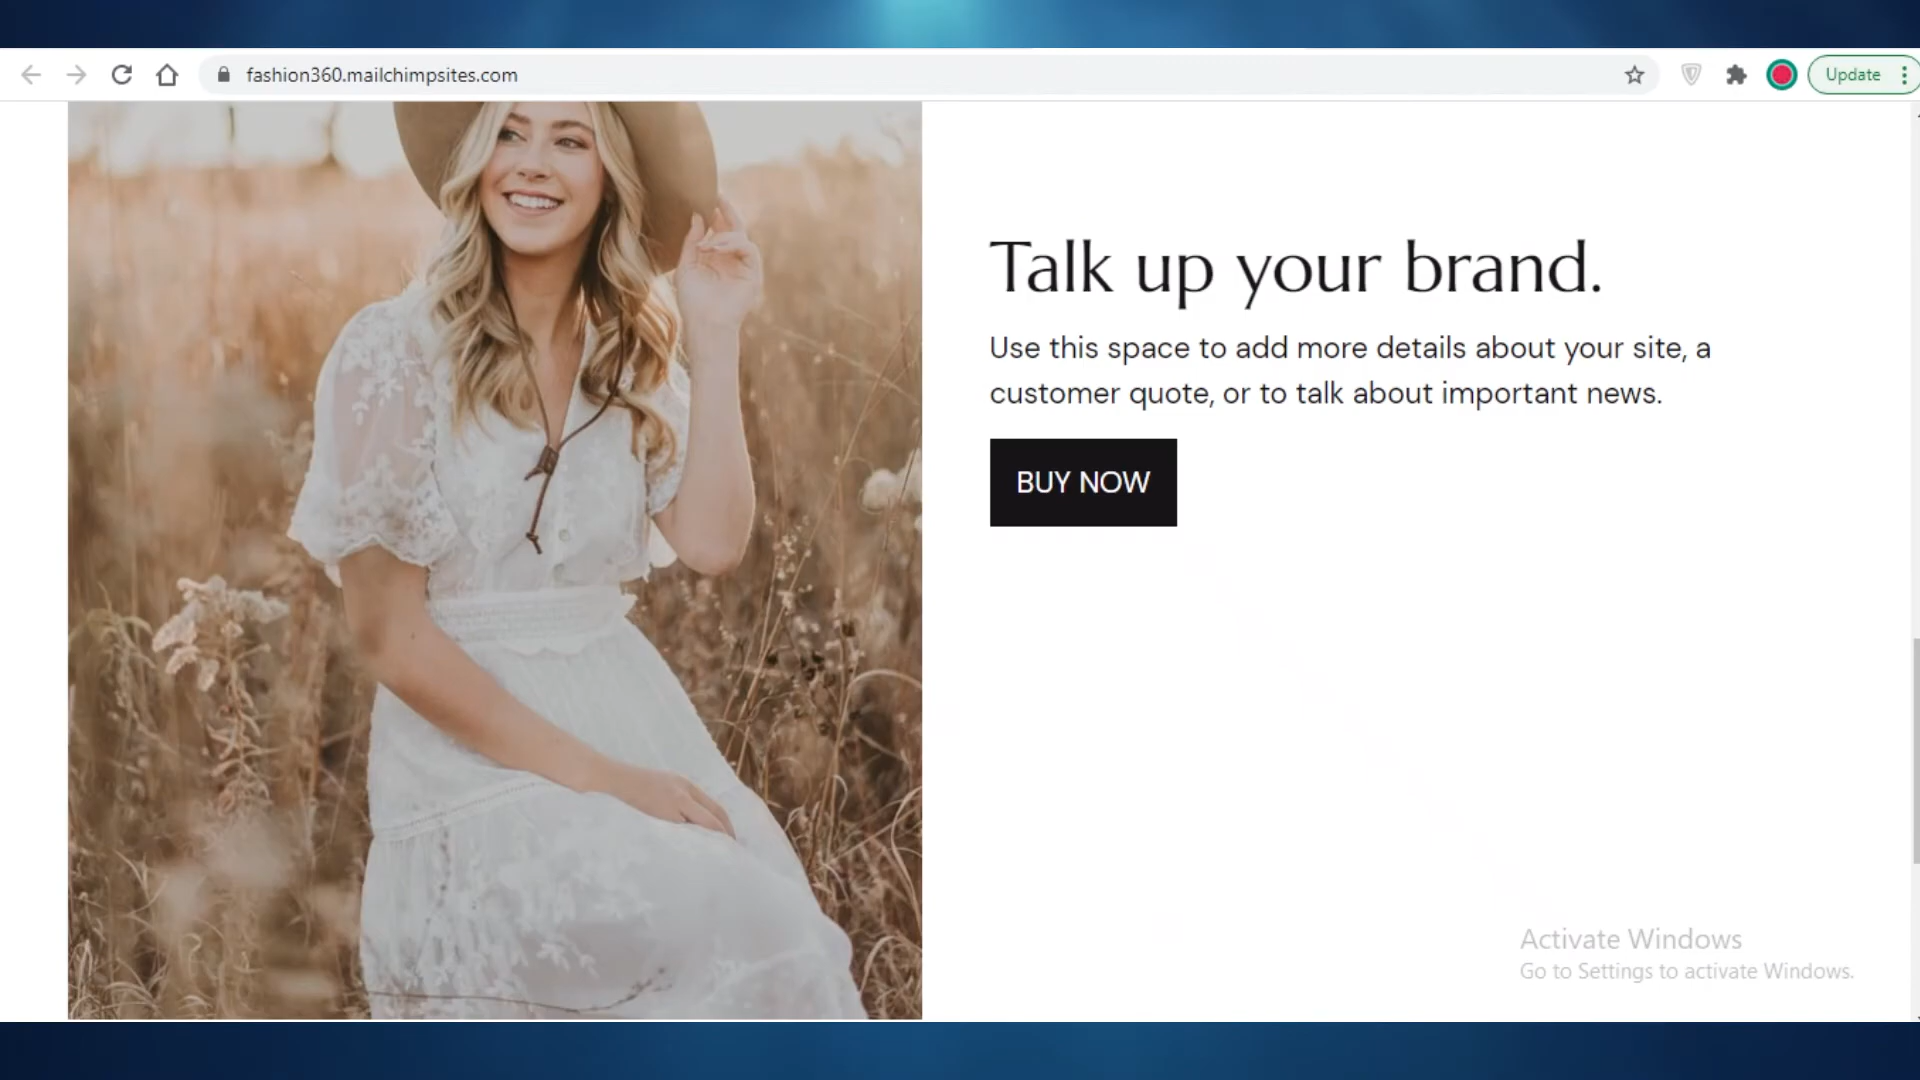 fashion360.mailchimpsites.com
Update
Talk up your brand.
Use this space to add more details about your site, a
customer quote, or to talk about important news.
BUY NOW
Activate Windows
Go to Settings to activate Windows.